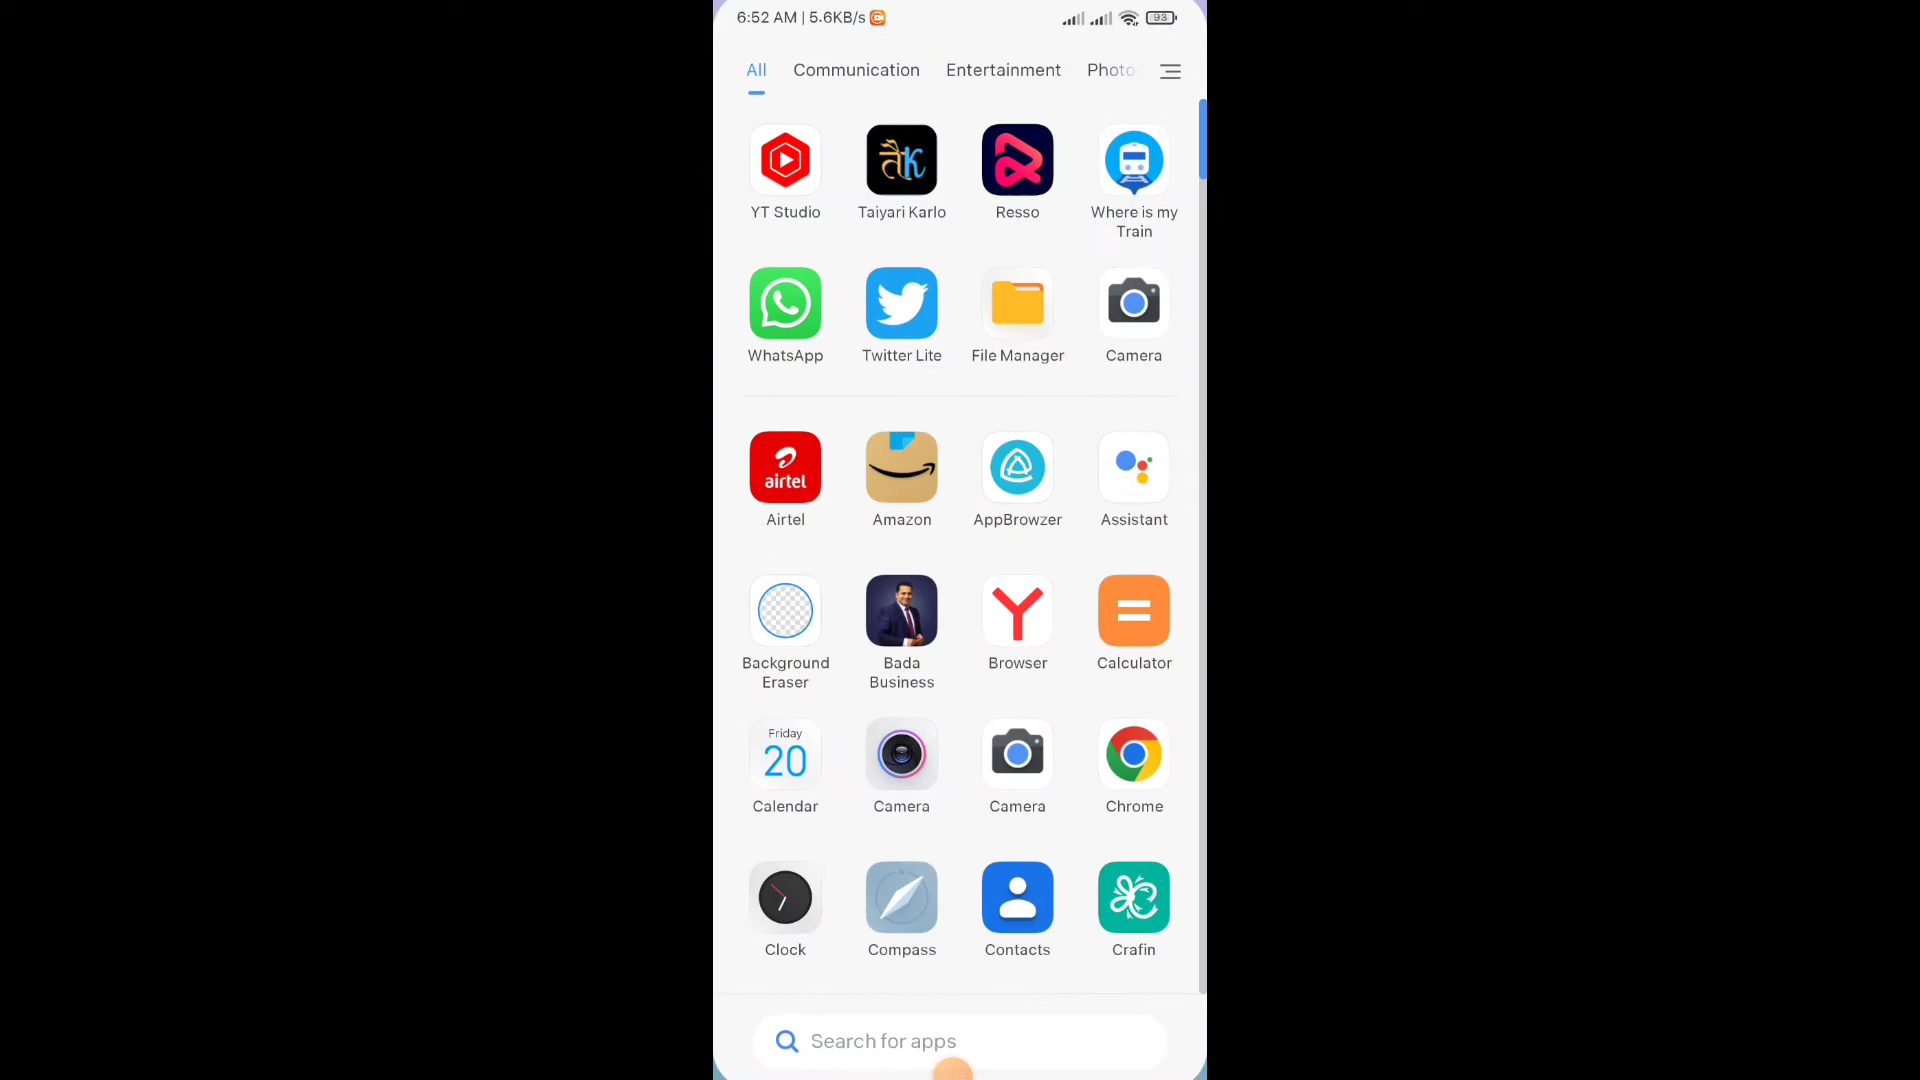 6:52 AM | 5.6KB/s
93
All Communication Entertainment Photo
तैk
YT Studio Taiyari Karlo Resso Where is my
Train
WhatsApp Twitter Lite File Manager Camera
airtel
Airtel Amazon AppBrowzer Assistant
Background Bada Browser Calculator
Eraser Business
Friday
20
Calendar Camera Camera Chrome
N
Clock Compass Contacts Crafin
Search for apps